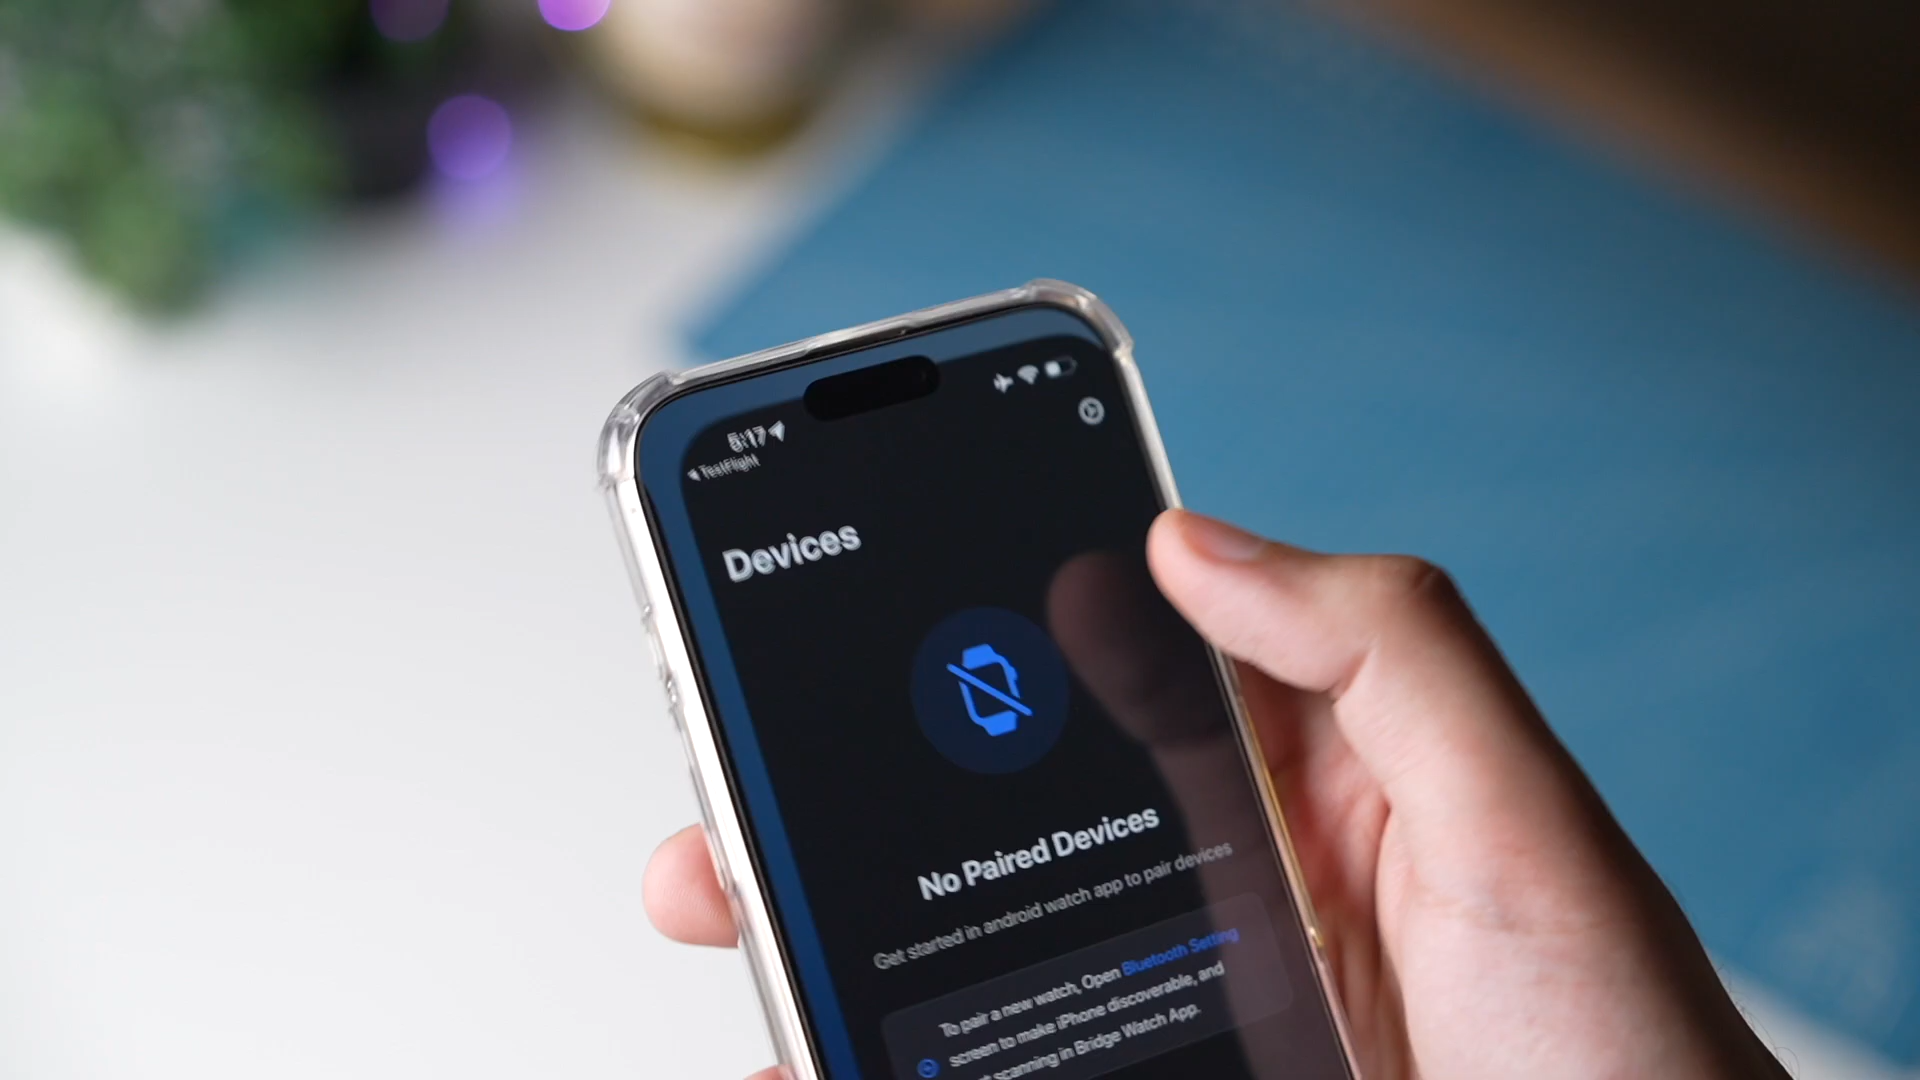 5:17
TestFlight
Devices
No Paired Devices
Get started in android watch app to pair devices
To pair a new watch, Open Bluetooth Setting
screen to make iPhone discoverable, and
scanning in Bridge Watch App.